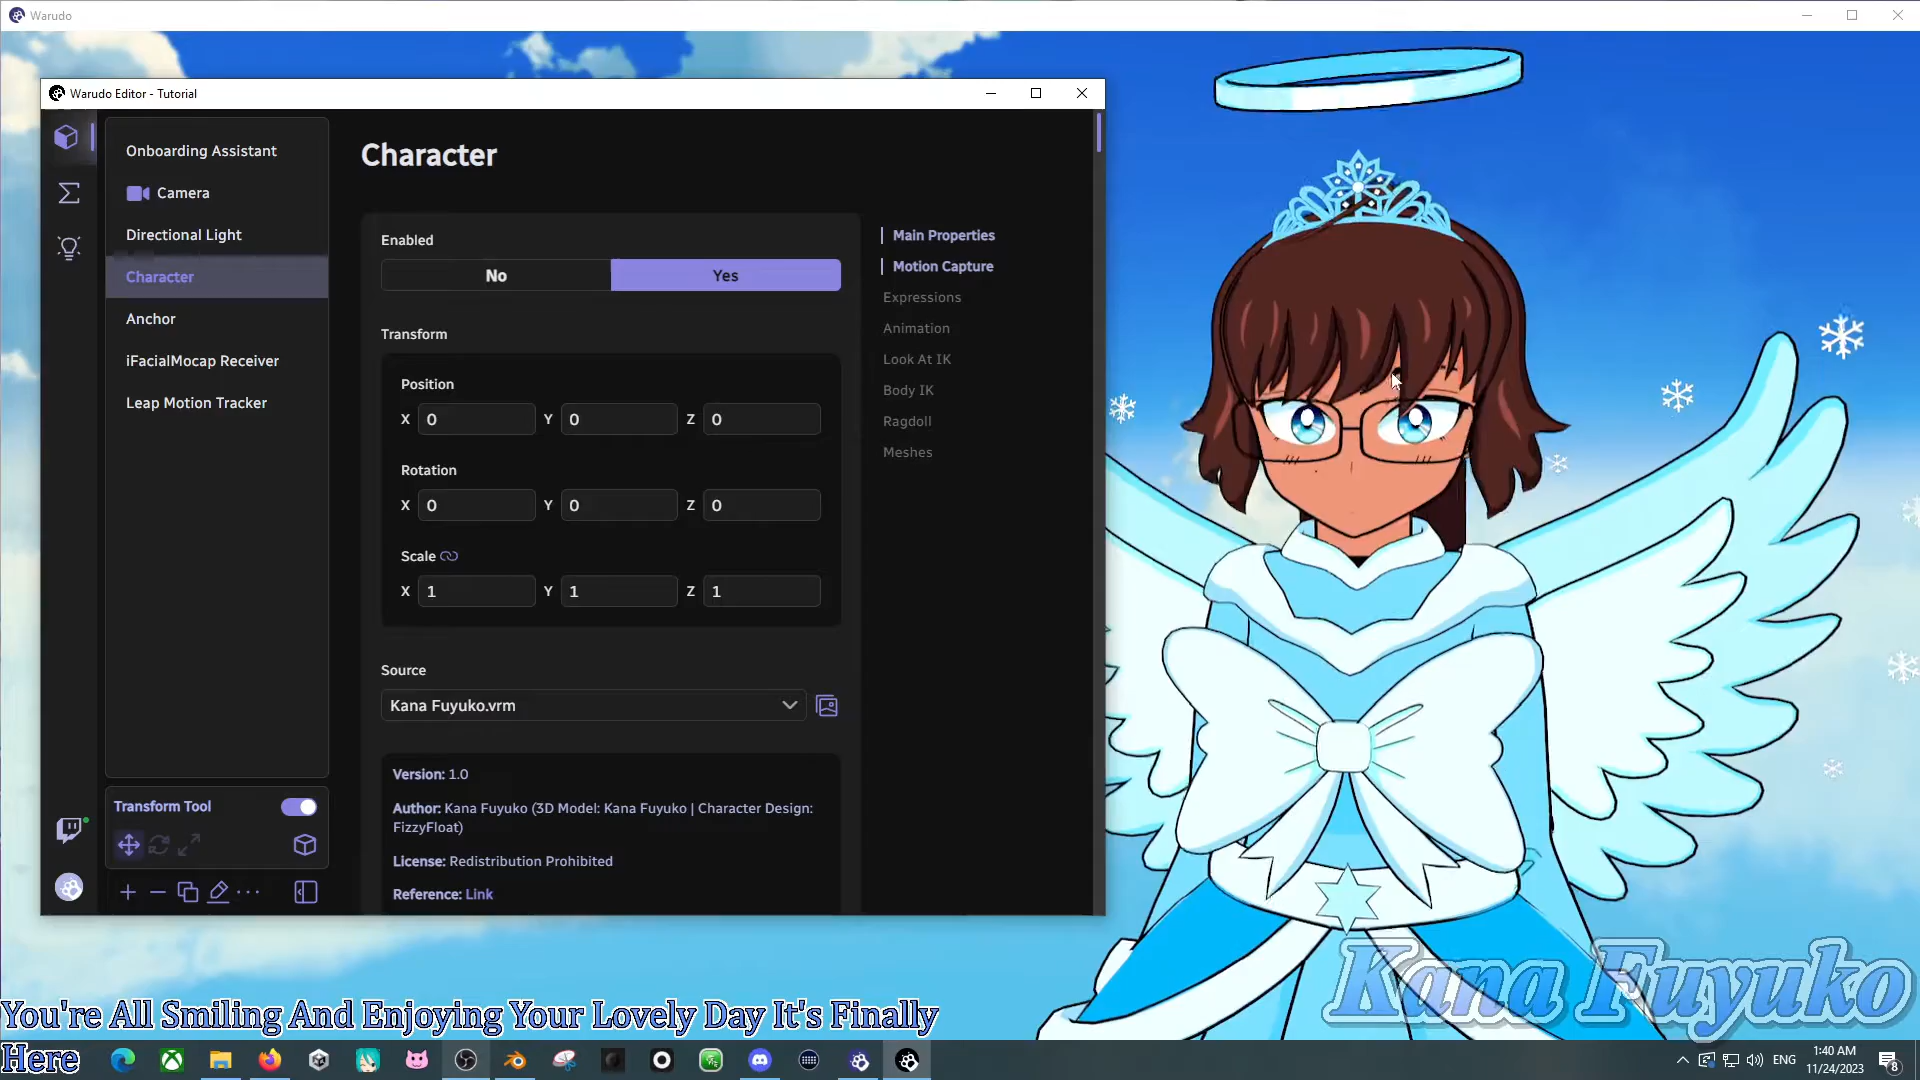 Warudo
Warudo Editor - Tutorial
Onboarding Assistant
Camera
Directional Light
Character
Anchor
iFacialMocap Receiver
Leap Motion Tracker
Transform Tool
Character
Enabled
No
Yes
Transform
Position
X 0 Y 0 Z 0
Rotation
X 0 Y 0 Z 0
Scale
X 1 Y 1 Z 1
Source
Kana Fuyuko.vrm
Version: 1.0
Author: Kana Fuyuko (3D Model: Kana Fuyuko | Character Design:
FizzyFloat)
License: Redistribution Prohibited
Reference: Link
Main Properties
Motion Capture
Expressions
Animation
Look At IK
Body IK
Ragdoll
Meshes
Kana Fuyuko
You're All Smiling And Enjoying Your Lovely Day It's Finally
Here
ENG
1:40 AM
11/24/2023
8